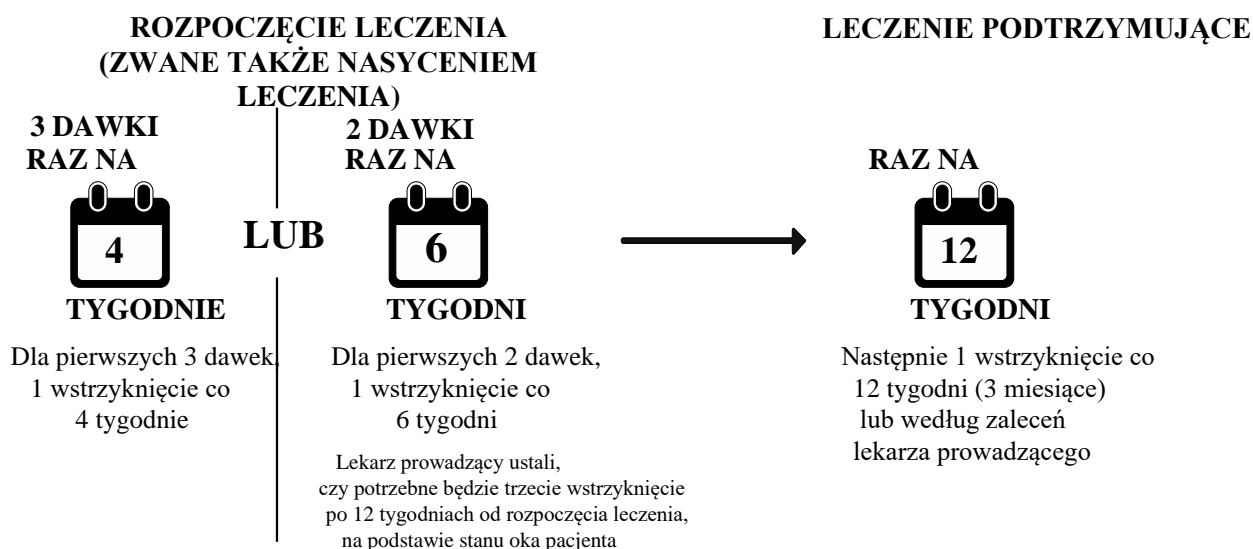 ROZPOCZĘCIE LECZENIA
(ZWANE TAKŻE NASYCENIEM
LECZENIA)
3 DAWKI
RAZ NA
4
TYGODNIE
Dla pierwszych 3 dawek,
1 wstrzyknięcie co
4 tygodnie
LUB
2 DAWKI
RAZ NA
6
TYGODNI
Dla pierwszych 2 dawek,
1 wstrzyknięcie co
6 tygodni
Lekarz prowadzący ustali,
czy potrzebne będzie trzecie wstrzyknięcie
po 12 tygodniach od rozpoczęcia leczenia,
na podstawie stanu oka pacjenta
LECZENIE PODTRZYMUJĄCE
RAZ NA
12
TYGODNI
Następnie 1 wstrzyknięcie co
12 tygodni (3 miesiące)
lub według zaleceń
lekarza prowadzącego